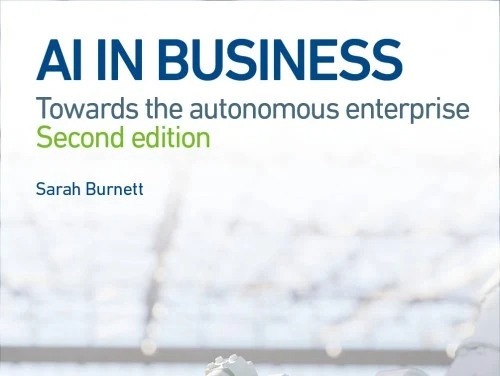 AI IN BUSINESS
Towards the autonomous enterprise
Second edition
Sarah Burnett